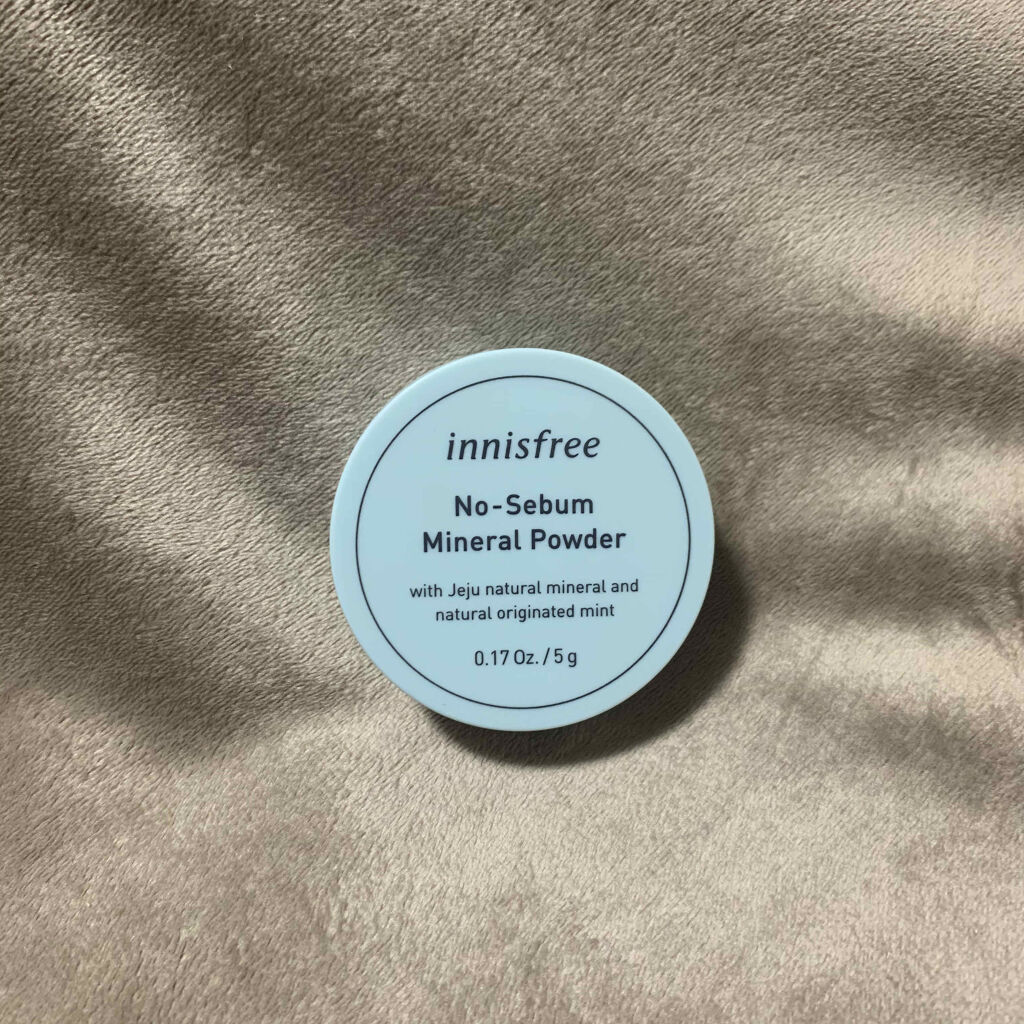 innisfree
No-Sebum
Mineral Powder
with Jeju natural mineral and
natural originated mint
0.17 Oz. / 5 g